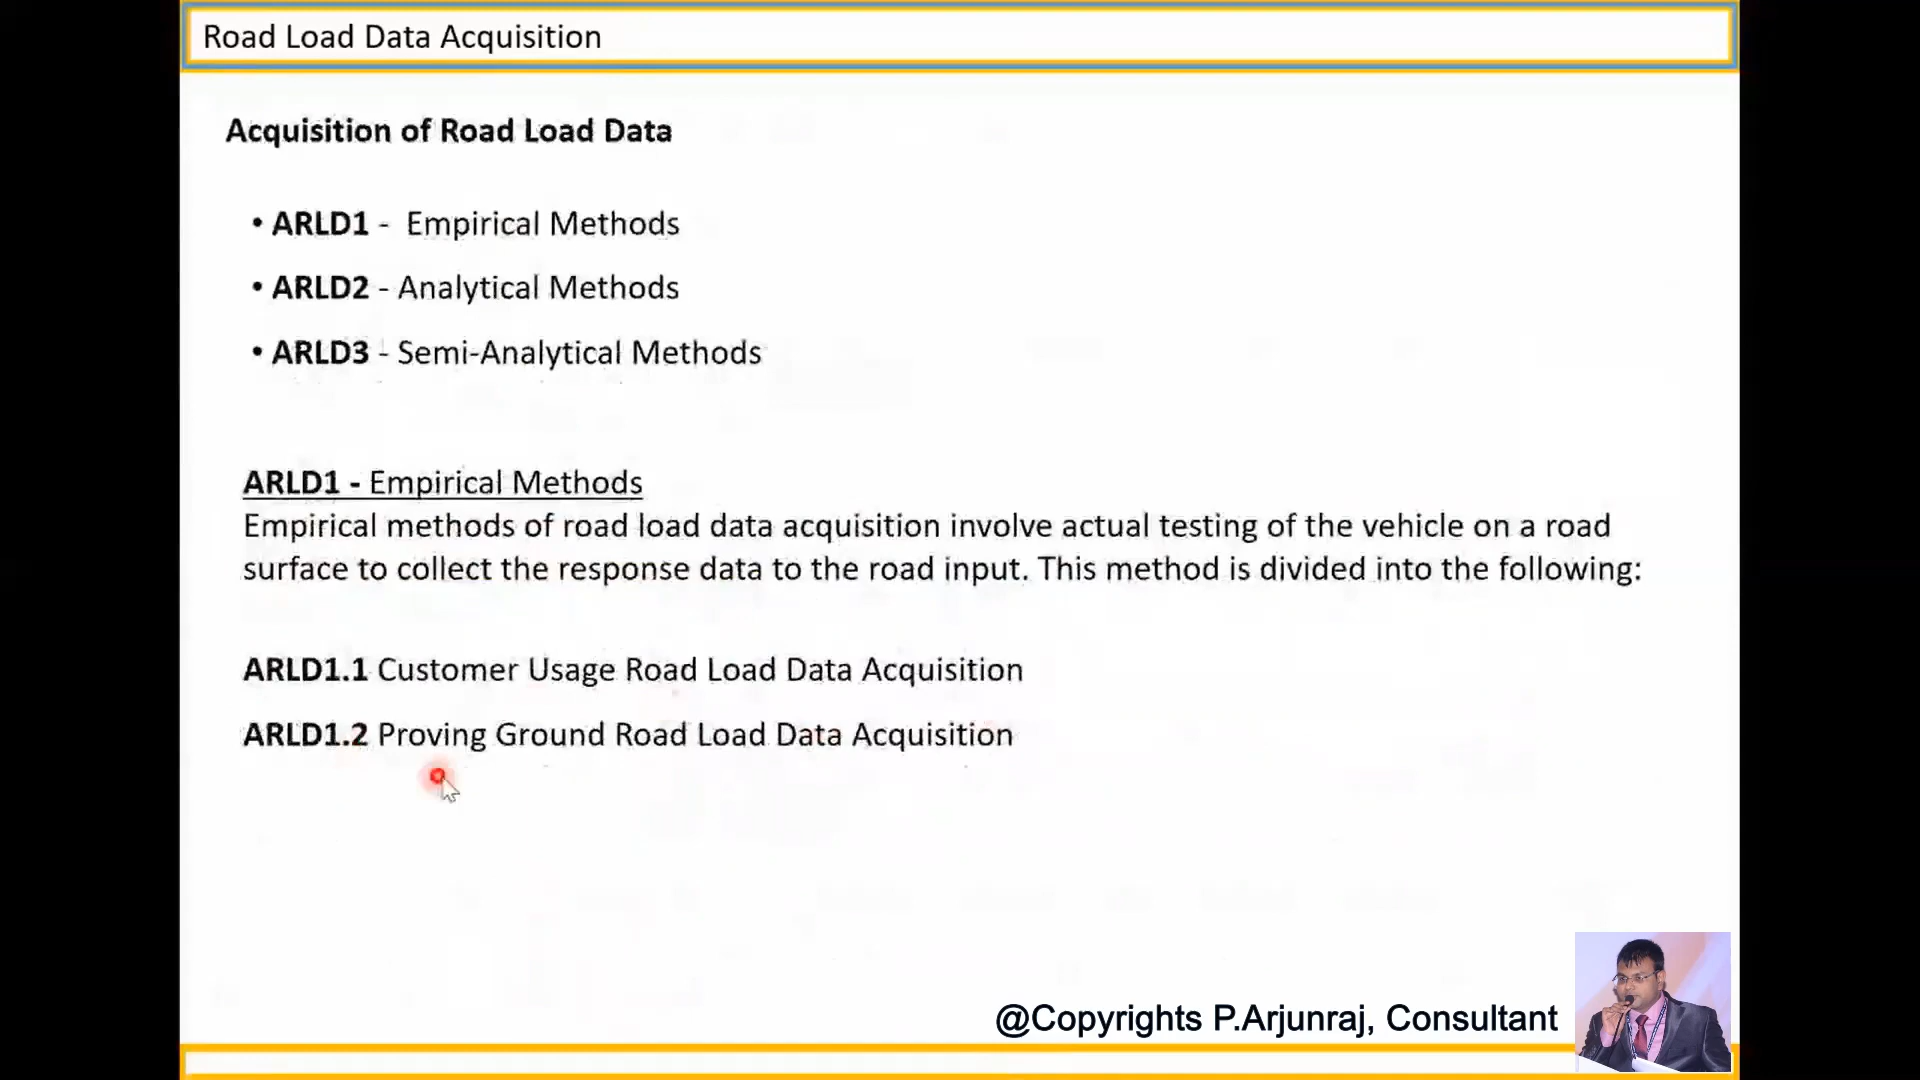 Road Load Data Acquisition
Acquisition of Road Load Data
• ARLD1 - Empirical Methods
• ARLD2 - Analytical Methods
• ARLD3 - Semi-Analytical Methods
ARLD1 - Empirical Methods
Empirical methods of road load data acquisition involve actual testing of the vehicle on a road
surface to collect the response data to the road input. This method is divided into the following:
ARLD1.1 Customer Usage Road Load Data Acquisition
ARLD1.2 Proving Ground Road Load Data Acquisition
@Copyrights P.Arjunraj, Consultant